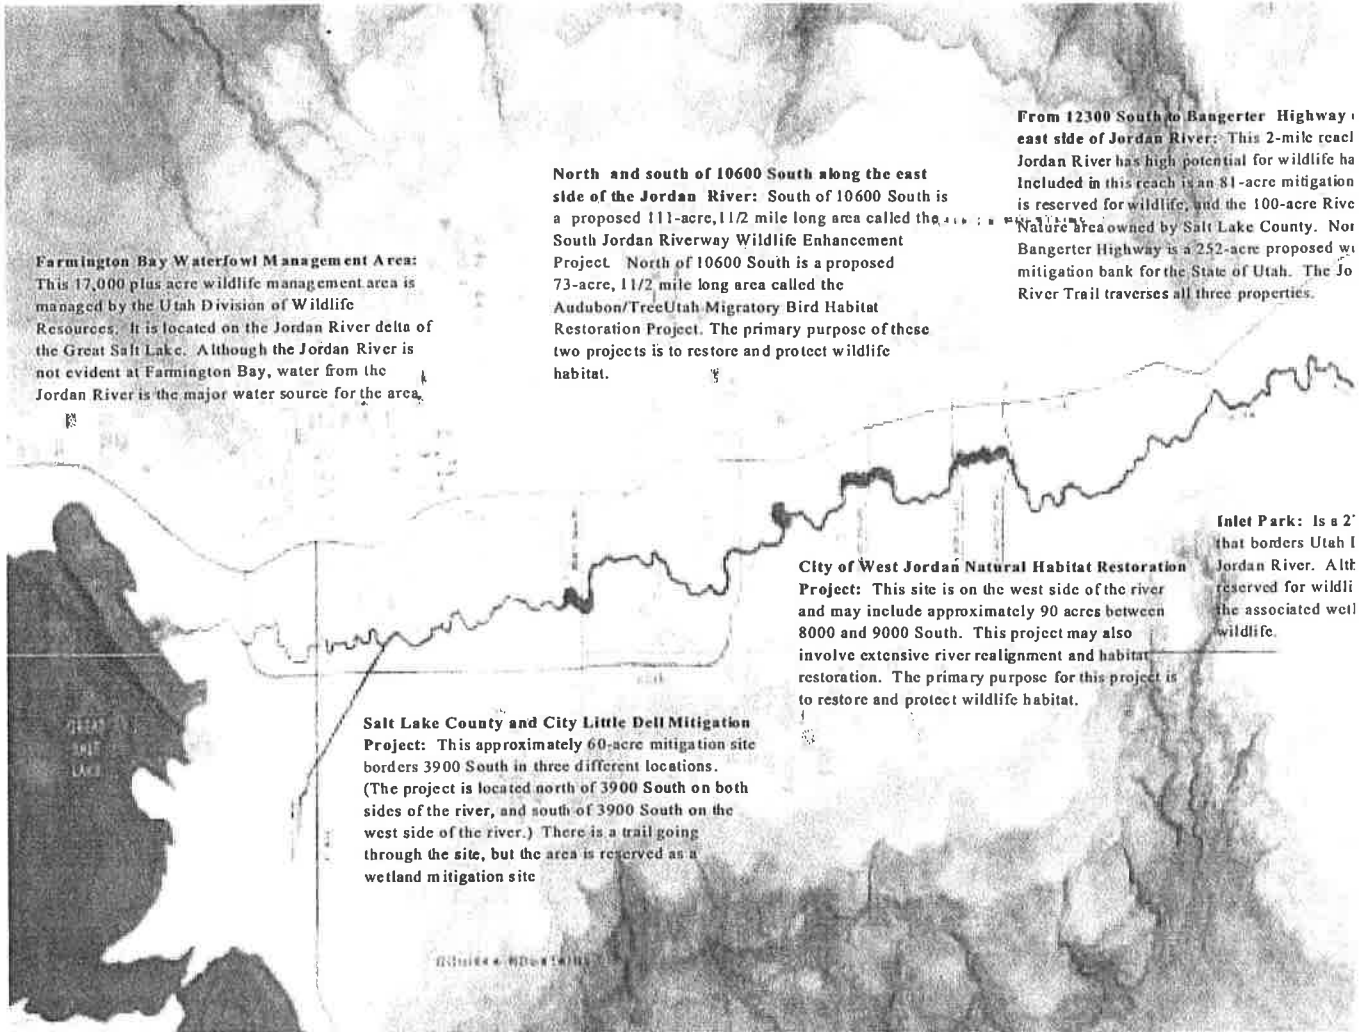 From 12300 South to Bangerter Highway
east side of Jordan River: This 2-mile reach
Jordan River has high potential for wildlife ha
Included in this reach is an 81-acre mitigation
is reserved for wildlife, and the 100-acre Rive
Nature area owned by Salt Lake County. Nor
Bangerter Highway is a 252-acre proposed
mitigation bank for the State of Utah. The Jo
River Trail traverses all three properties.
North and south of 10600 South along the east
side of the Jordan River: South of 10600 South is
a proposed 111-acre, 1 1/2 mile long area called the
South Jordan Riverway Wildlife Enhancement
Project. North of 10600 South is a proposed
73-acre, 1 1/2 mile long area called the
Audubon/TreeUtah Migratory Bird Habitat
Restoration Project. The primary purpose of these
two projects is to restore and protect wildlife
habitat.
Farmington Bay Waterfowl Management Area:
This 17,000 plus acre wildlife management area is
managed by the Utah Division of Wildlife
Resources. It is located on the Jordan River delta of
the Great Salt Lake. Although the Jordan River is
not evident at Farmington Bay, water from the
Jordan River is the major water source for the area.
Inlet Park: Is a 2
that borders Utah L
Jordan River. Alth
reserved for wildli
the associated wetl
wildlife.
City of West Jordan Natural Habitat Restoration
Project: This site is on the west side of the river
and may include approximately 90 acres between
8000 and 9000 South. This project may also
involve extensive river realignment and habitat
restoration. The primary purpose for this project is
to restore and protect wildlife habitat.
GREAT
SALT
LAKE
Salt Lake County and City Little Dell Mitigation
Project: This approximately 60-acre mitigation site
borders 3900 South in three different locations.
(The project is located north of 3900 South on both
sides of the river, and south of 3900 South on the
west side of the river.) There is a trail going
through the site, but the area is reserved as a
wetland mitigation site